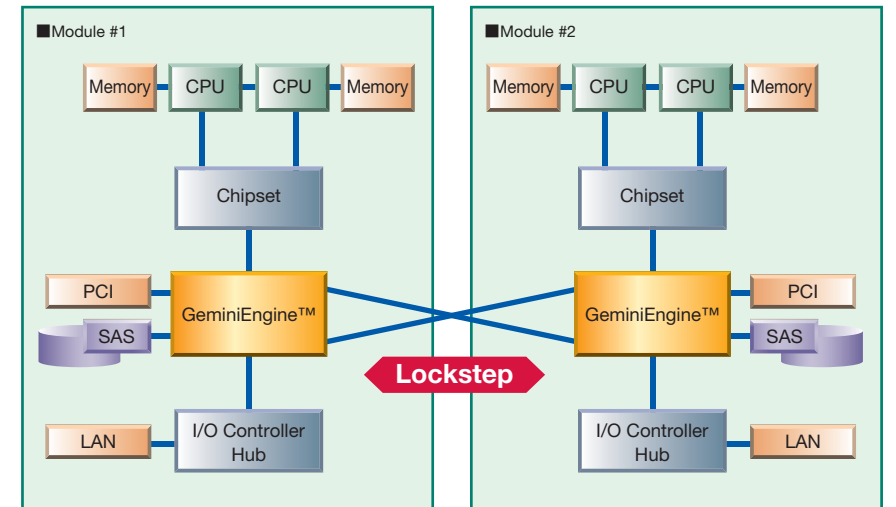 ■Module #1
Memory
CPU
CPU
Memory
Chipset
PCI
GeminiEngine™
SAS
I/O Controller
Hub
LAN
Lockstep
■Module #2
Memory
CPU
CPU
Memory
Chipset
GeminiEngine™
PCI
SAS
I/O Controller
Hub
LAN